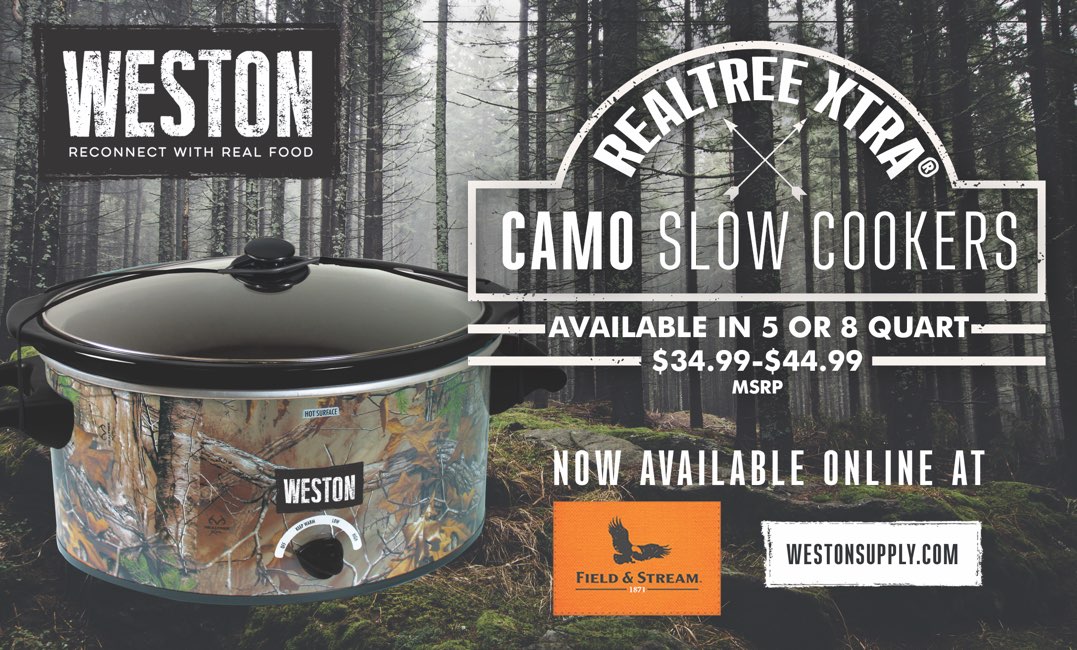 WESTON
RECONNECT WITH REAL FOOD
REALTREE XTRA®
CAMO SLOW COOKERS
AVAILABLE IN 5 OR 8 QUART
$34.99-$44.99
MSRP
HOT SURFACE
WESTON
OFF KEEP WARM LOW HIGH
NOW AVAILABLE ONLINE AT
FIELD & STREAM
1871
WESTONSUPPLY.COM